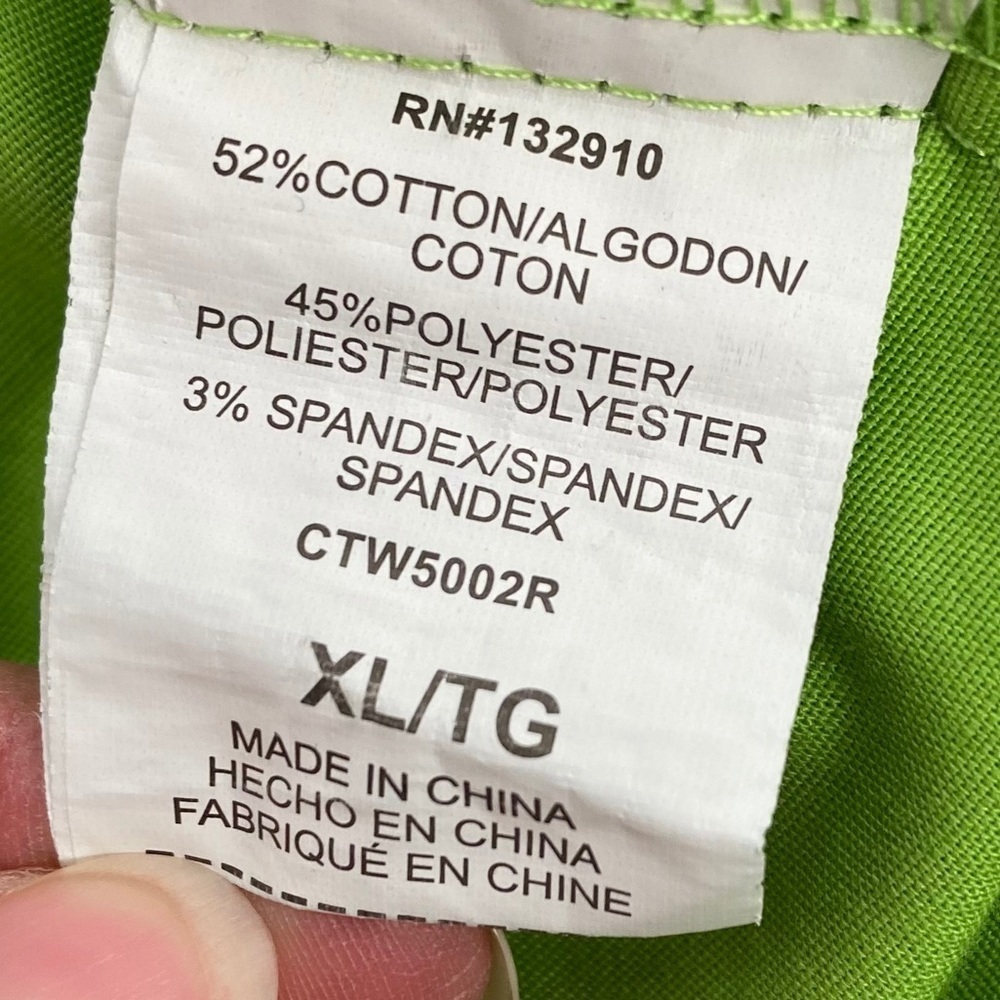 RN#132910
52%COTTON/ALGODON/
COTON
45%POLYESTER/
POLIESTER/POLYESTER
3% SPANDEX/SPANDEX/
SPANDEX
CTW5002R
XL/TG
MADE IN CHINA
HECHO EN CHINA
FABRIQUÉ EN CHINE